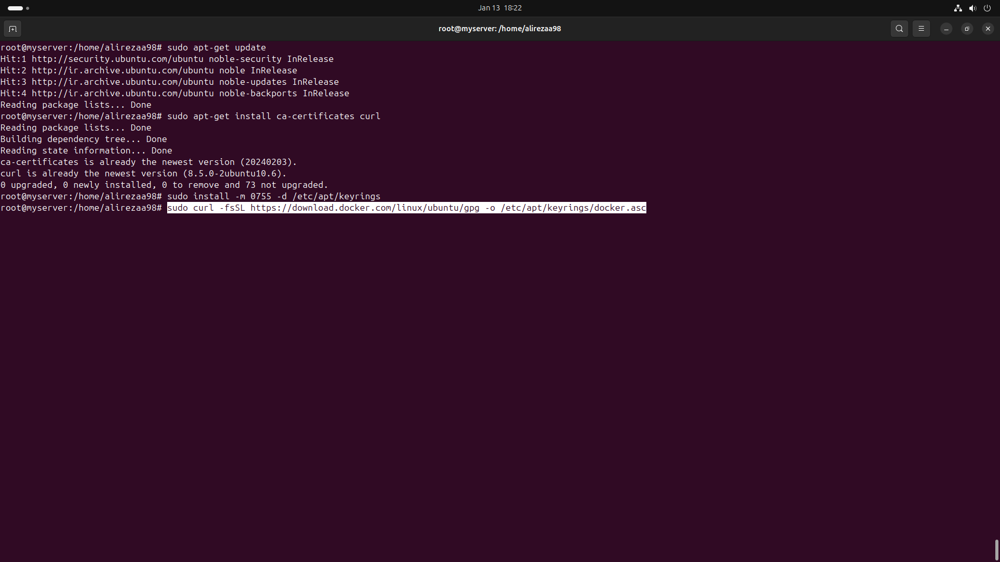 Jan 13 18:22
root@myserver: /home/alirezaa98
root@myserver:/home/alirezaa98# sudo apt-get update
Hit:1 http://security.ubuntu.com/ubuntu noble-security InRelease
Hit:2 http://ir.archive.ubuntu.com/ubuntu noble InRelease
Hit:3 http://ir.archive.ubuntu.com/ubuntu noble-updates InRelease
Hit:4 http://ir.archive.ubuntu.com/ubuntu noble-backports InRelease
Reading package lists... Done
root@myserver:/home/alirezaa98# sudo apt-get install ca-certificates curl
Reading package lists... Done
Building dependency tree... Done
Reading state information... Done
ca-certificates is already the newest version (20240203).
curl is already the newest version (8.5.0-2ubuntu10.6).
0 upgraded, 0 newly installed, 0 to remove and 73 not upgraded.
root@myserver:/home/alirezaa98# sudo install -m 0755 -d /etc/apt/keyrings
root@myserver:/home/alirezaa98# sudo curl -fsSL https://download.docker.com/linux/ubuntu/gpg -o /etc/apt/keyrings/docker.asc